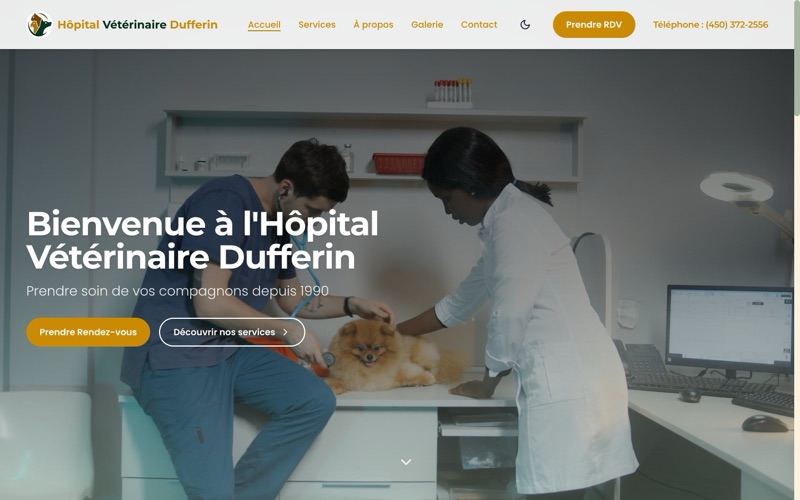 Hôpital Vétérinaire Dufferin
Accueil
Services
À propos
Galerie
Contact
Prendre RDV
Téléphone : (450) 372-2556
Bienvenue à l'Hôpital
Vétérinaire Dufferin
Prendre soin de vos compagnons depuis 1990
Prendre Rendez-vous
Découvrir nos services